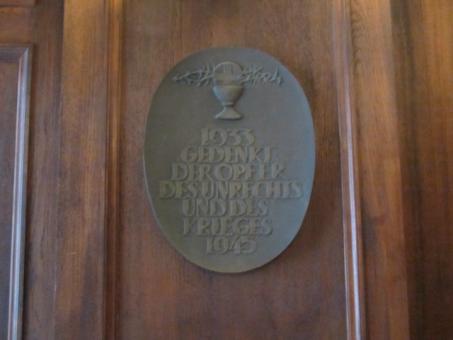 1933
GEDENKT
DER OPFER
DES UNRECHTS
UND DES
KRIEGES
1945